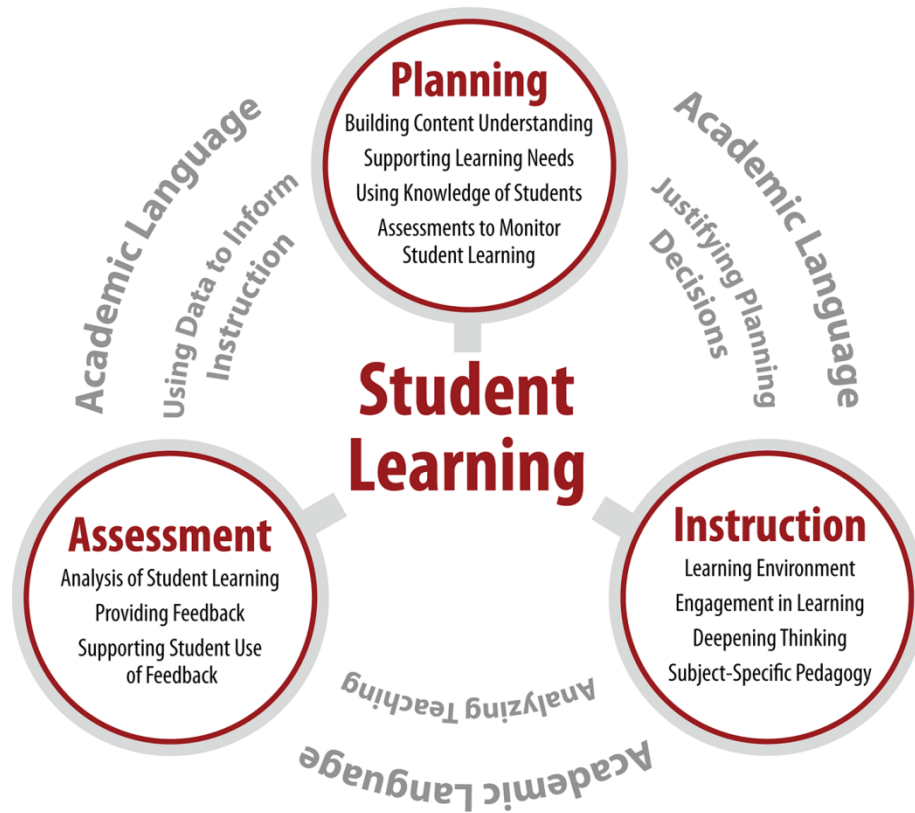 Planning
Building Content Understanding
Supporting Learning Needs
Using Knowledge of Students
Assessments to Monitor
Student Learning
Academic Language
Justifying Planning
Decisions
Instruction
Learning Environment
Engagement in Learning
Deepening Thinking
Subject-Specific Pedagogy
Analyzing Teaching
Academic Language
Assessment
Analysis of Student Learning
Providing Feedback
Supporting Student Use
of Feedback
Academic Language
Using Data to Inform
Instruction
Student
Learning